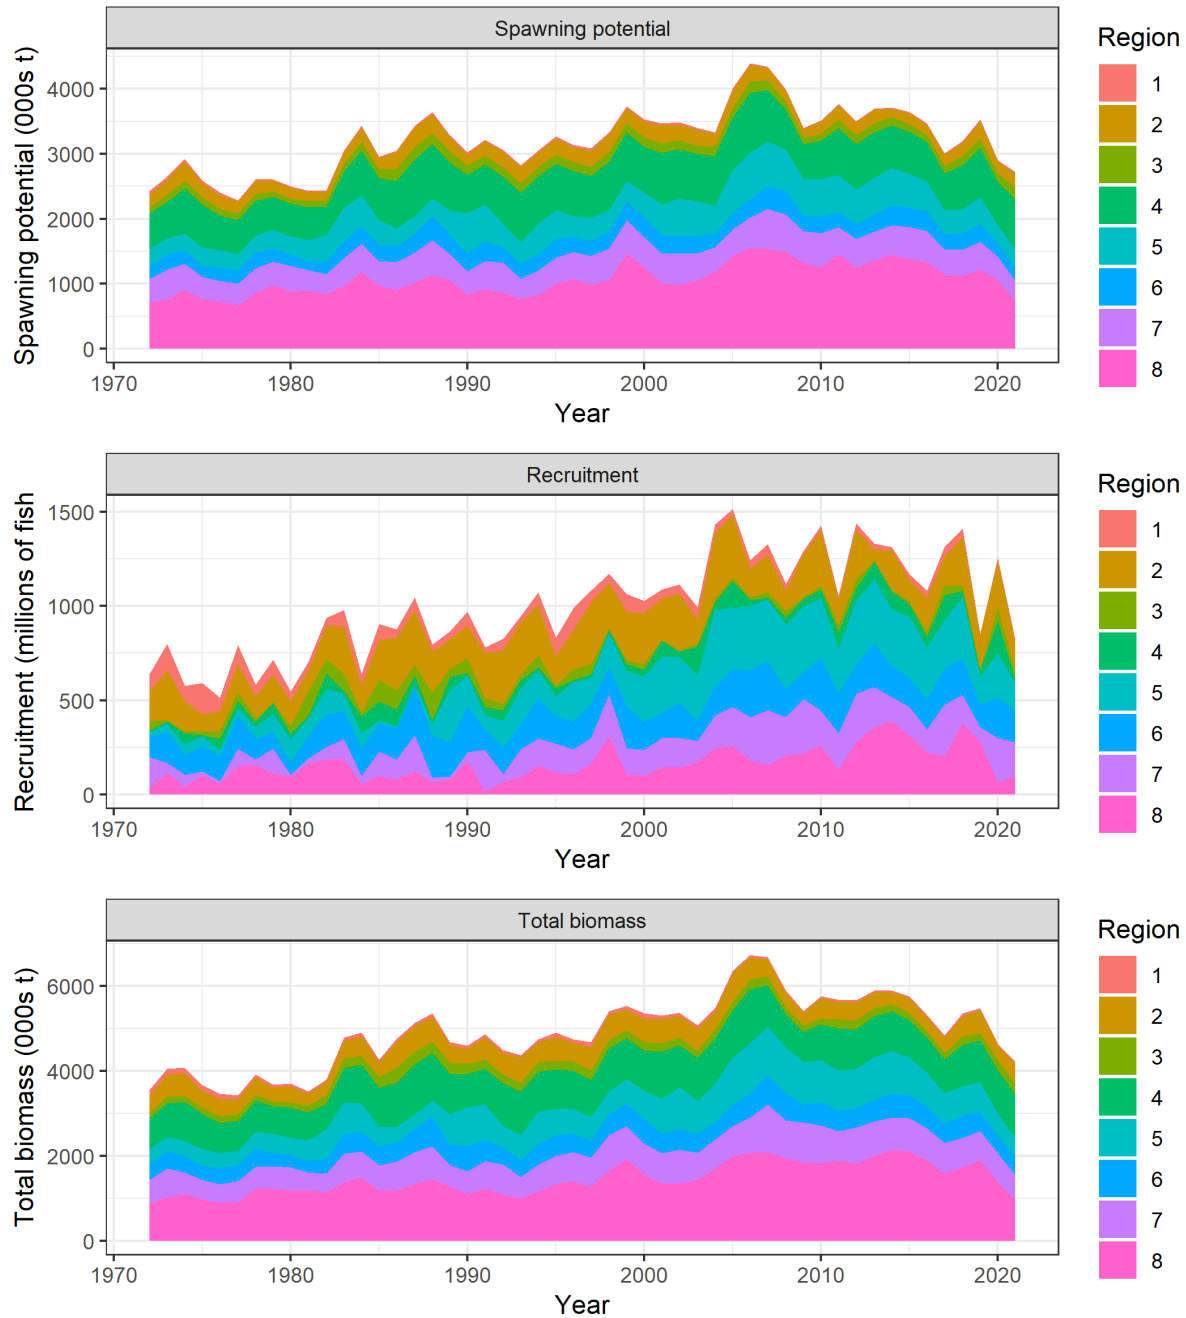 Spawning potential
Spawning potential (000s t)
4000
3000
2000
1000
0
1970 1980 1990 2000 2010 2020
Year
Region
1
2
3
4
5
6
7
8
Recruitment
Recruitment (millions of fish
1500
1000
500
0
1970 1980 1990 2000 2010 2020
Year
Region
1
2
3
4
5
6
7
8
Total biomass
Total biomass (000s t)
6000
4000
2000
0
1970 1980 1990 2000 2010 2020
Year
Region
1
2
3
4
5
6
7
8